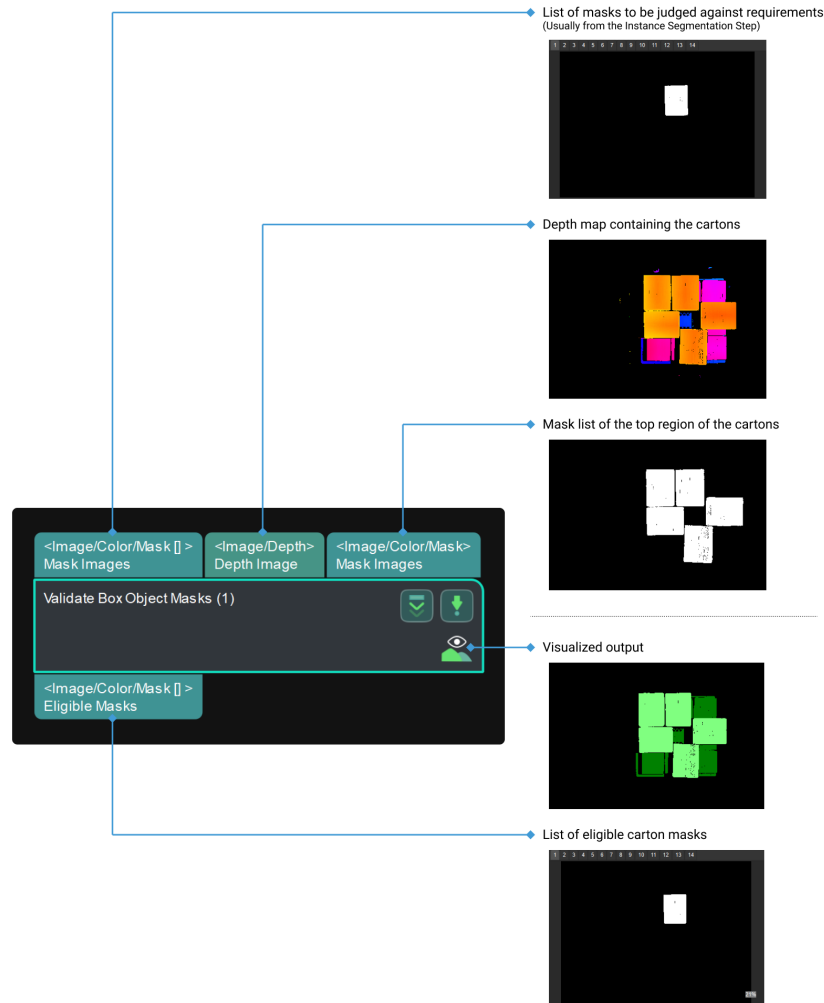 List of masks to be judged against requirements
(Usually from the Instance Segmentation Step)
1 2 3 4 5 6 7 8 9 10 11 12 13 14
Depth map containing the cartons
Mask list of the top region of the cartons
<Image/Color/Mask [] >
Mask Images
<Image/Depth>
Depth Image
<Image/Color/Mask>
Mask Images
Validate Box Object Masks (1)
Visualized output
<Image/Color/Mask [] >
Eligible Masks
List of eligible carton masks
1 2 3 4 5 6 7 8 9 10 11 12 13 14
21%